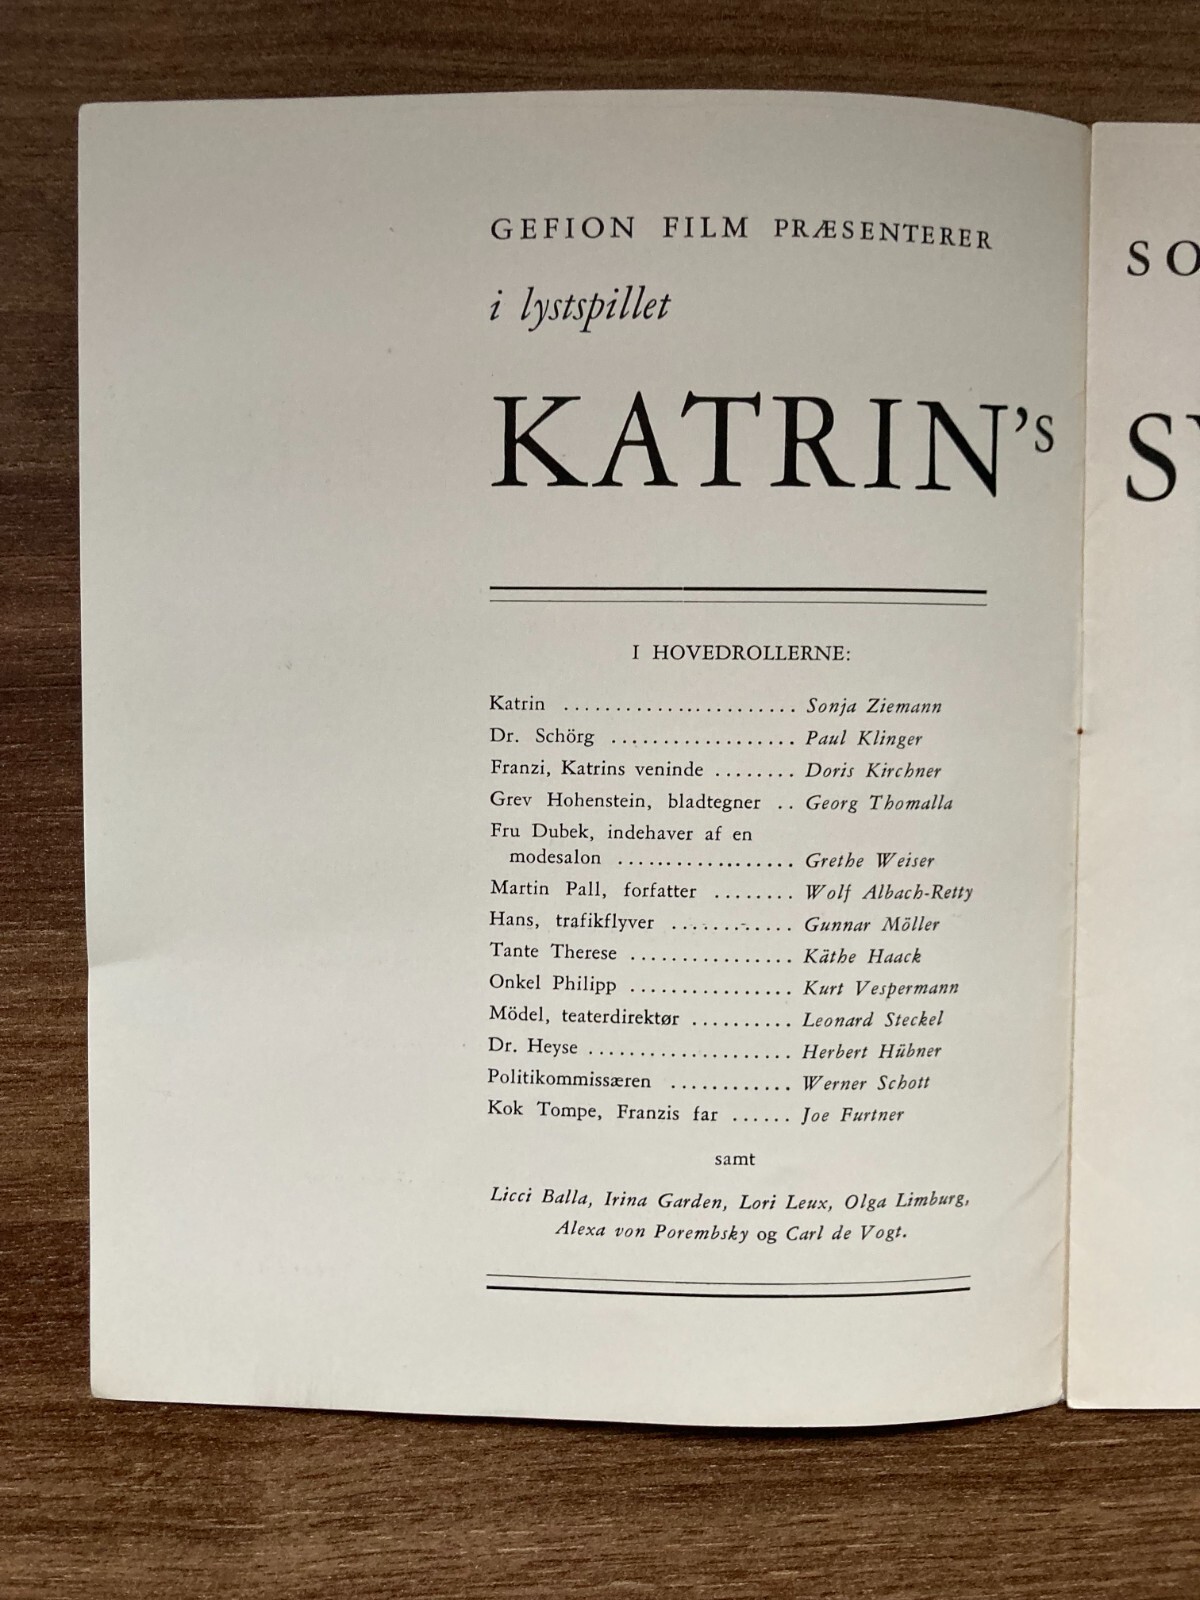 GEFION FILM PRÆSENTERER
i lystspillet
KATRIN's
I HOVEDROLLERNE:
Katrin ........................ Sonja Ziemann
Dr. Schörg .................. Paul Klinger
Franzi, Katrins veninde ........ Doris Kirchner
Grev Hohenstein, bladtegner .. Georg Thomalla
Fru Dubek, indehaver af en
modesalon .................. Grethe Weiser
Martin Pall, forfatter ........ Wolf Albach-Retty
Hans, trafikflyver ............ Gunnar Möller
Tante Therese ................ Käthe Haack
Onkel Philipp ................ Kurt Vespermann
Mödel, teaterdirektør .......... Leonard Steckel
Dr. Heyse .................... Herbert Hübner
Politikommissæren ............ Werner Schott
Kok Tompe, Franzis far ...... Joe Furtner
samt
Licci Balla, Irina Garden, Lori Leux, Olga Limburg,
Alexa von Porembsky og Carl de Vogt.
SO